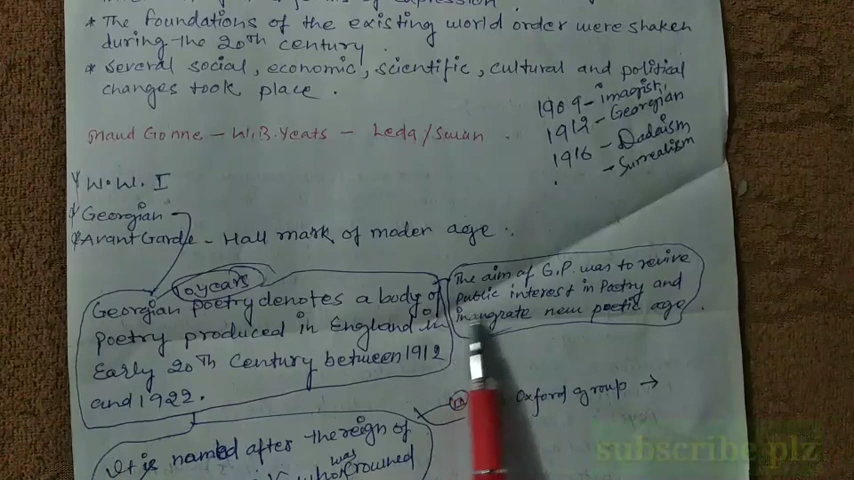 * The foundations of the existing world order were shaken
during the 20th century.
* Several social, economic, scientific, cultural and political
changes took place.
1909 - imagist,
1912 - Georgian
1916 - Dadaism
- Surrealism
Maud Gonne - W.B. Yeats - Leda/Swan.
W.W. I
Georgian
Avant Garde - Hall mark of moder age.
10 years
Georgian poetry denotes a body of
poetry produced in England in
Early 20th Century between 1912
and 1922.
The aim of G.P. was to revive
public interest in Poetry and
inaugrate new poetic age.
Oxford group →
It is named after the reign of
was
who crowned
subscribe plz